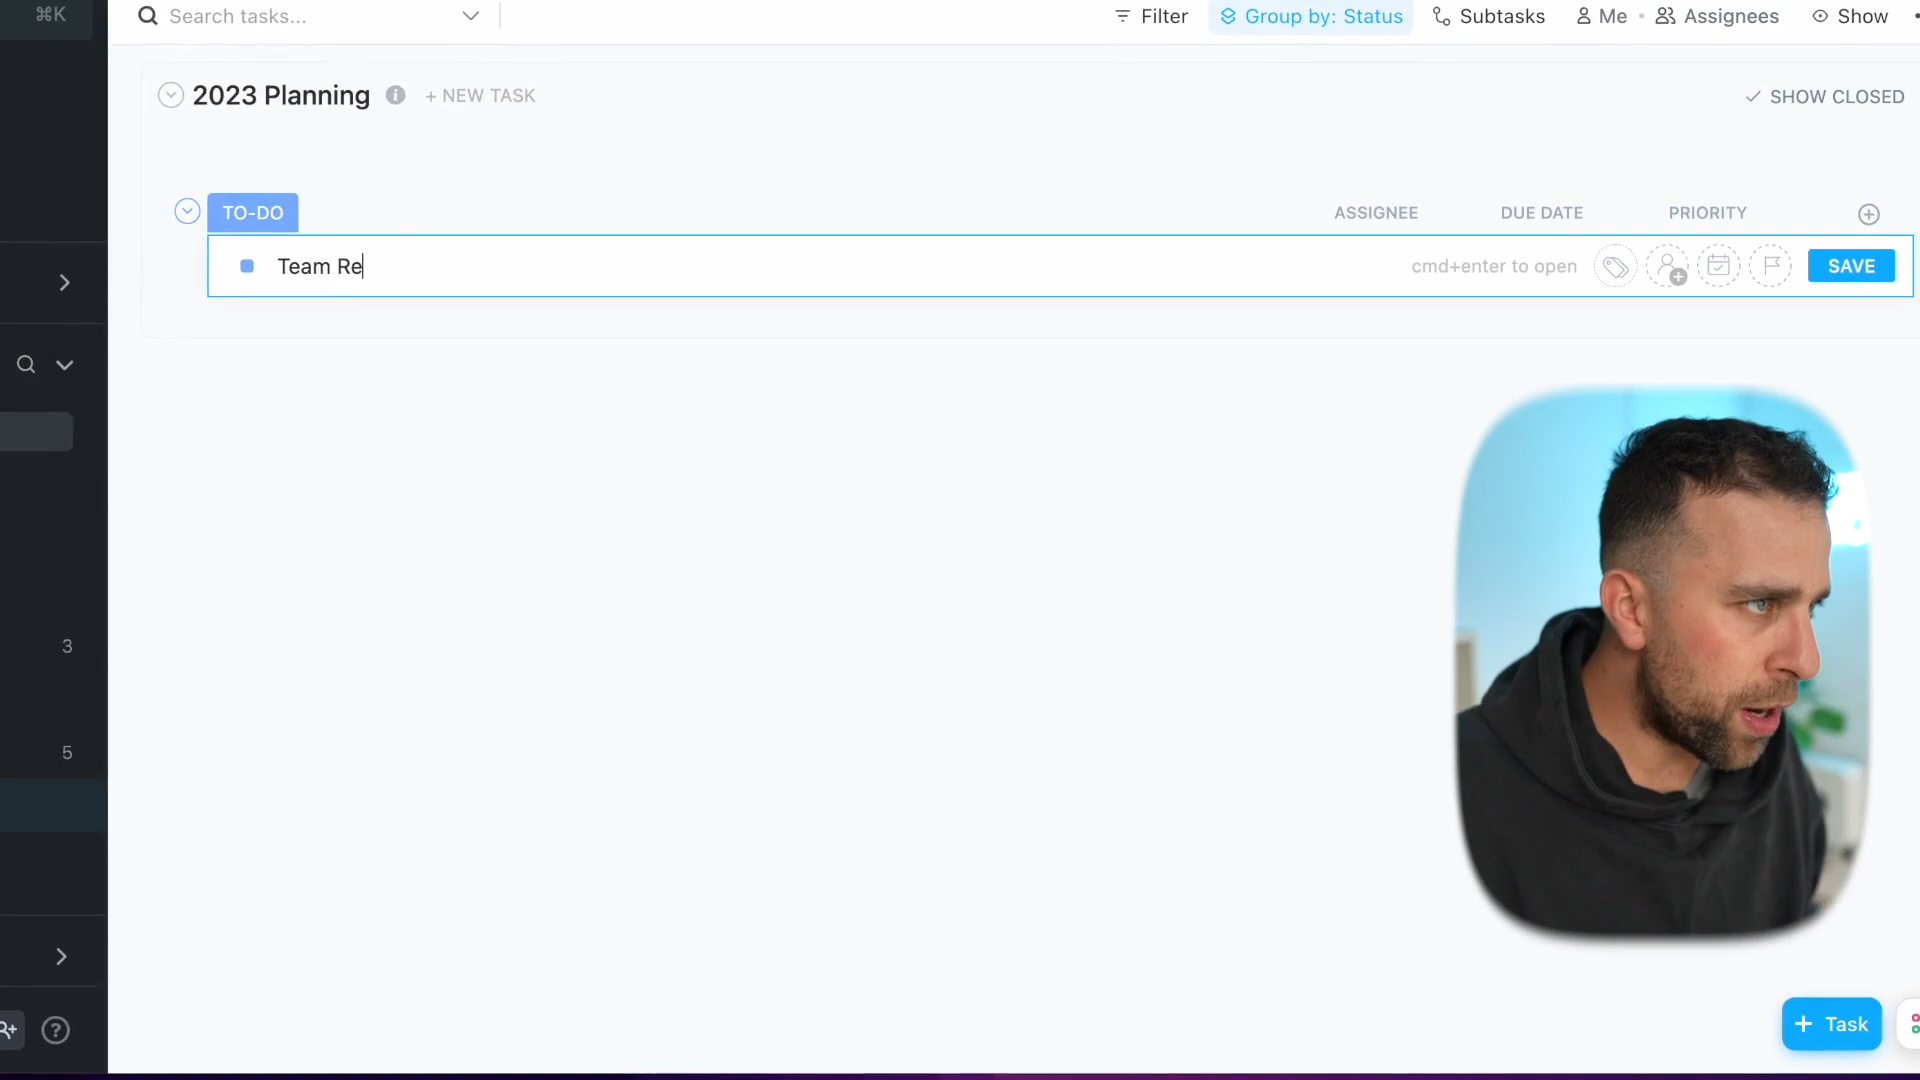 ⌘K
Search tasks...
Filter
Group by: Status
Subtasks
Me
Assignees
Show
2023 Planning
+ NEW TASK
SHOW CLOSED
TO-DO
ASSIGNEE
DUE DATE
PRIORITY
Team Re
cmd+enter to open
SAVE
3
5
+ Task